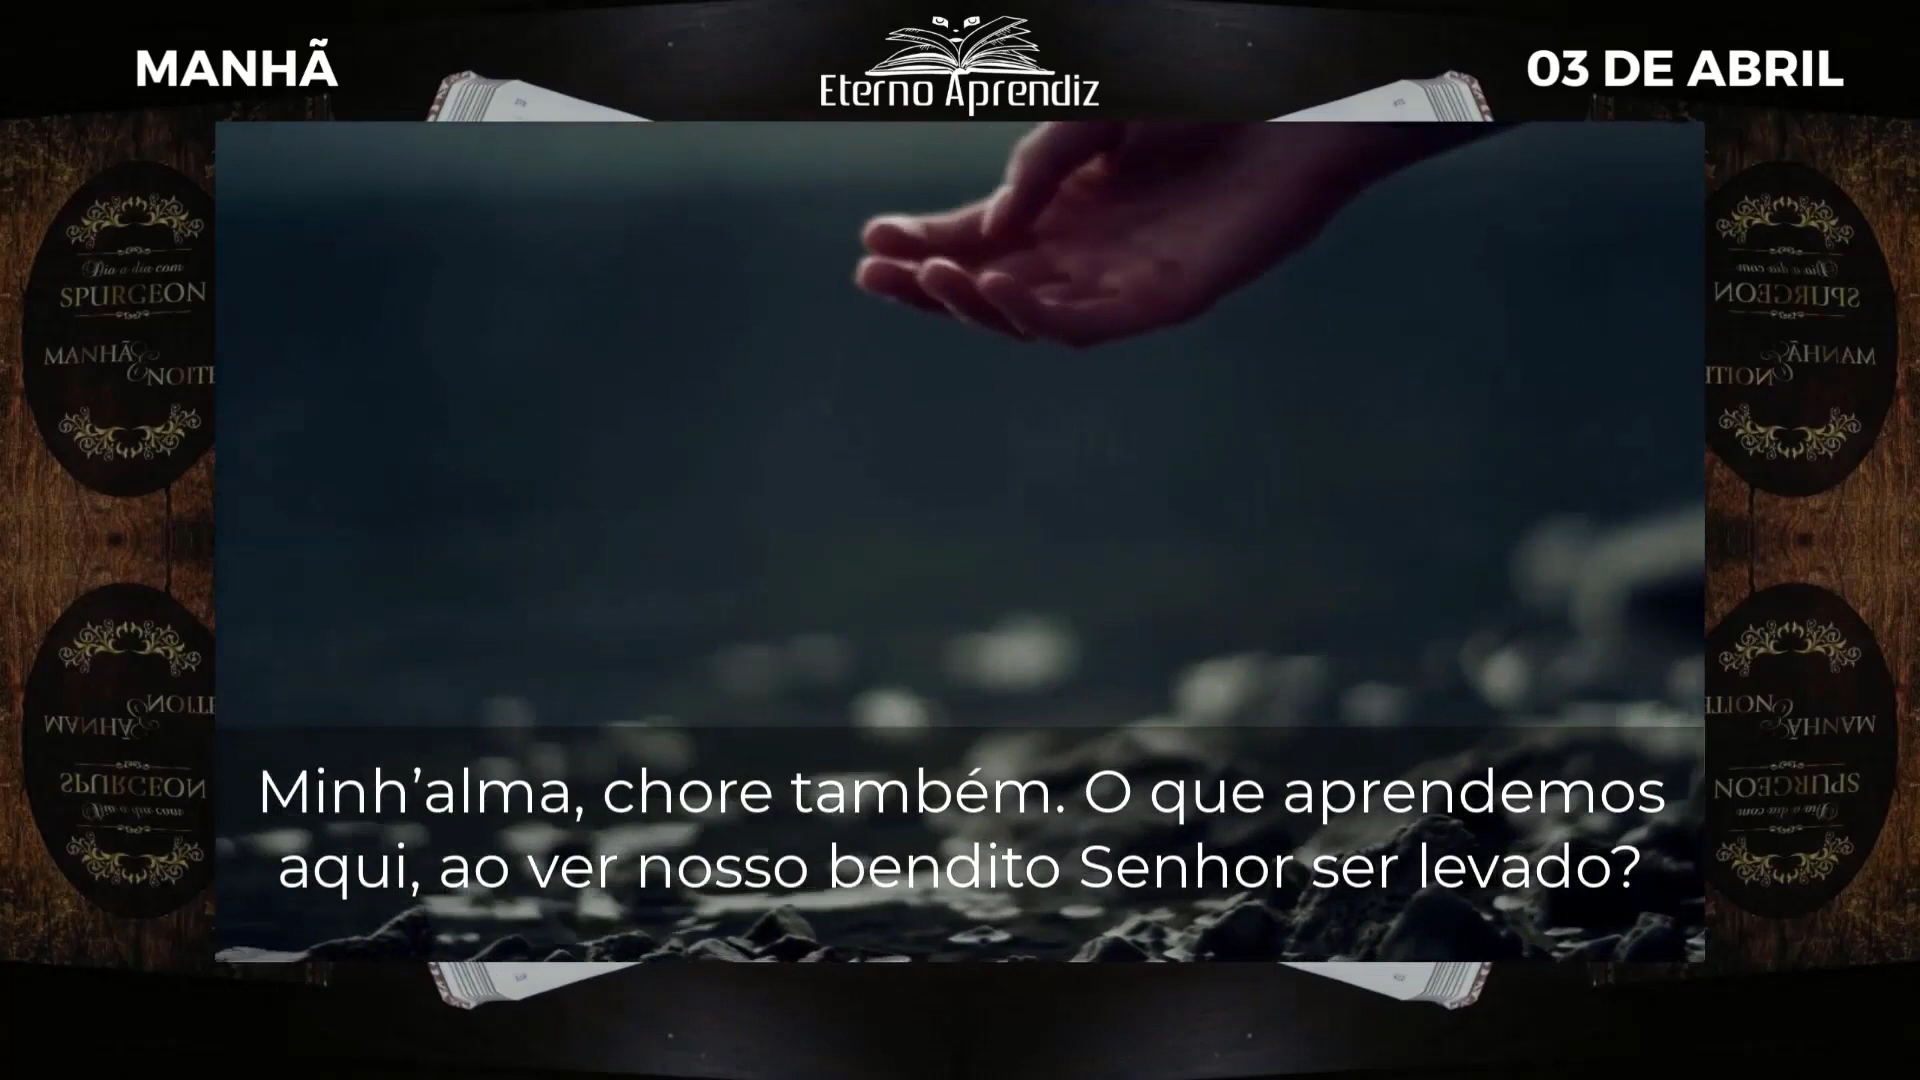 MANHÃ
Eterno Aprendiz
03 DE ABRIL
Dia a dia com
SPURGEON
MANHÃ
&NOITE
Minh’alma, chore também. O que aprendemos
aqui, ao ver nosso bendito Senhor ser levado?